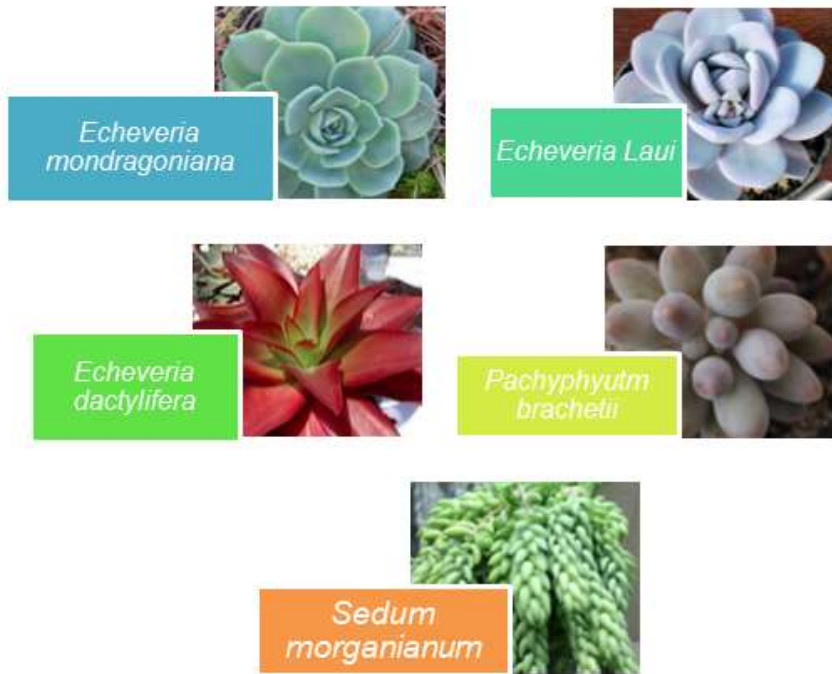 Echeveria
mondragoniana
Echeveria Laui
Echeveria
dactylifera
Pachyphyutm
brachetii
Sedum
morganianum